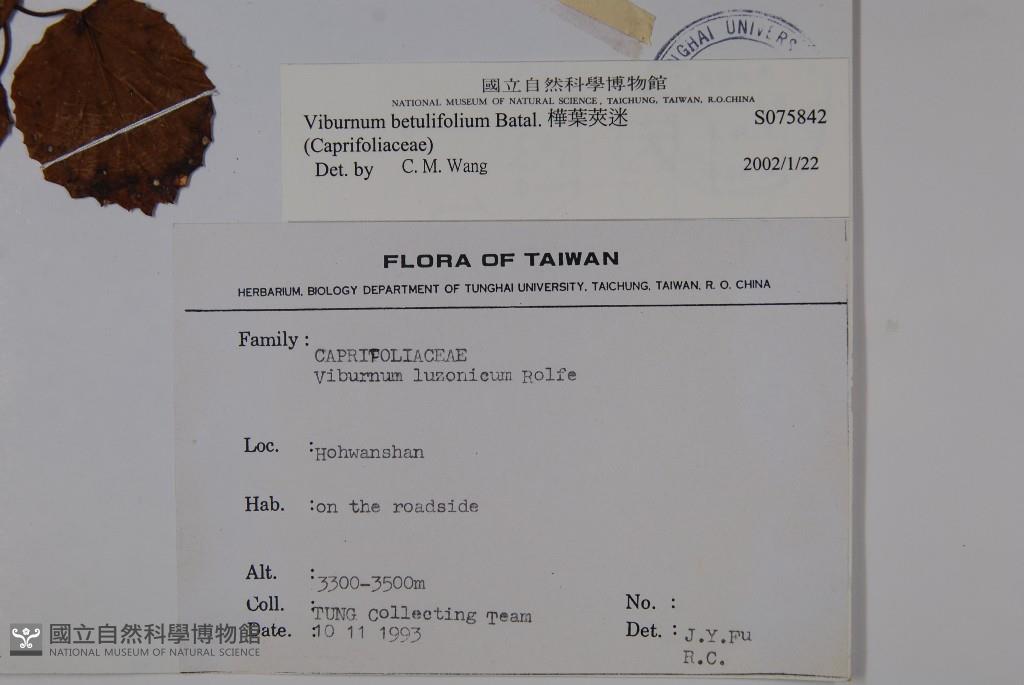 NGHAI UNIVERS
國立自然科學博物館
NATIONAL MUSEUM OF NATURAL SCIENCE, TAICHUNG, TAIWAN, R.O.CHINA
Viburnum betulifolium Batal. 樺葉莢迷 S075842
(Caprifoliaceae)
Det. by C. M. Wang 2002/1/22
FLORA OF TAIWAN
HERBARIUM, BIOLOGY DEPARTMENT OF TUNGHAI UNIVERSITY, TAICHUNG, TAIWAN, R. O. CHINA
Family :
CAPRIFOLIACEAE
Viburnum luzonicum Rolfe
Loc. :Hohwanshan
Hab. :on the roadside
Alt. :3300-3500m
Coll. :TUNG Collecting Team No. :
Date. :10 11 1993 Det. : J.Y.Fu
R.C.
國立自然科學博物館
NATIONAL MUSEUM OF NATURAL SCIENCE